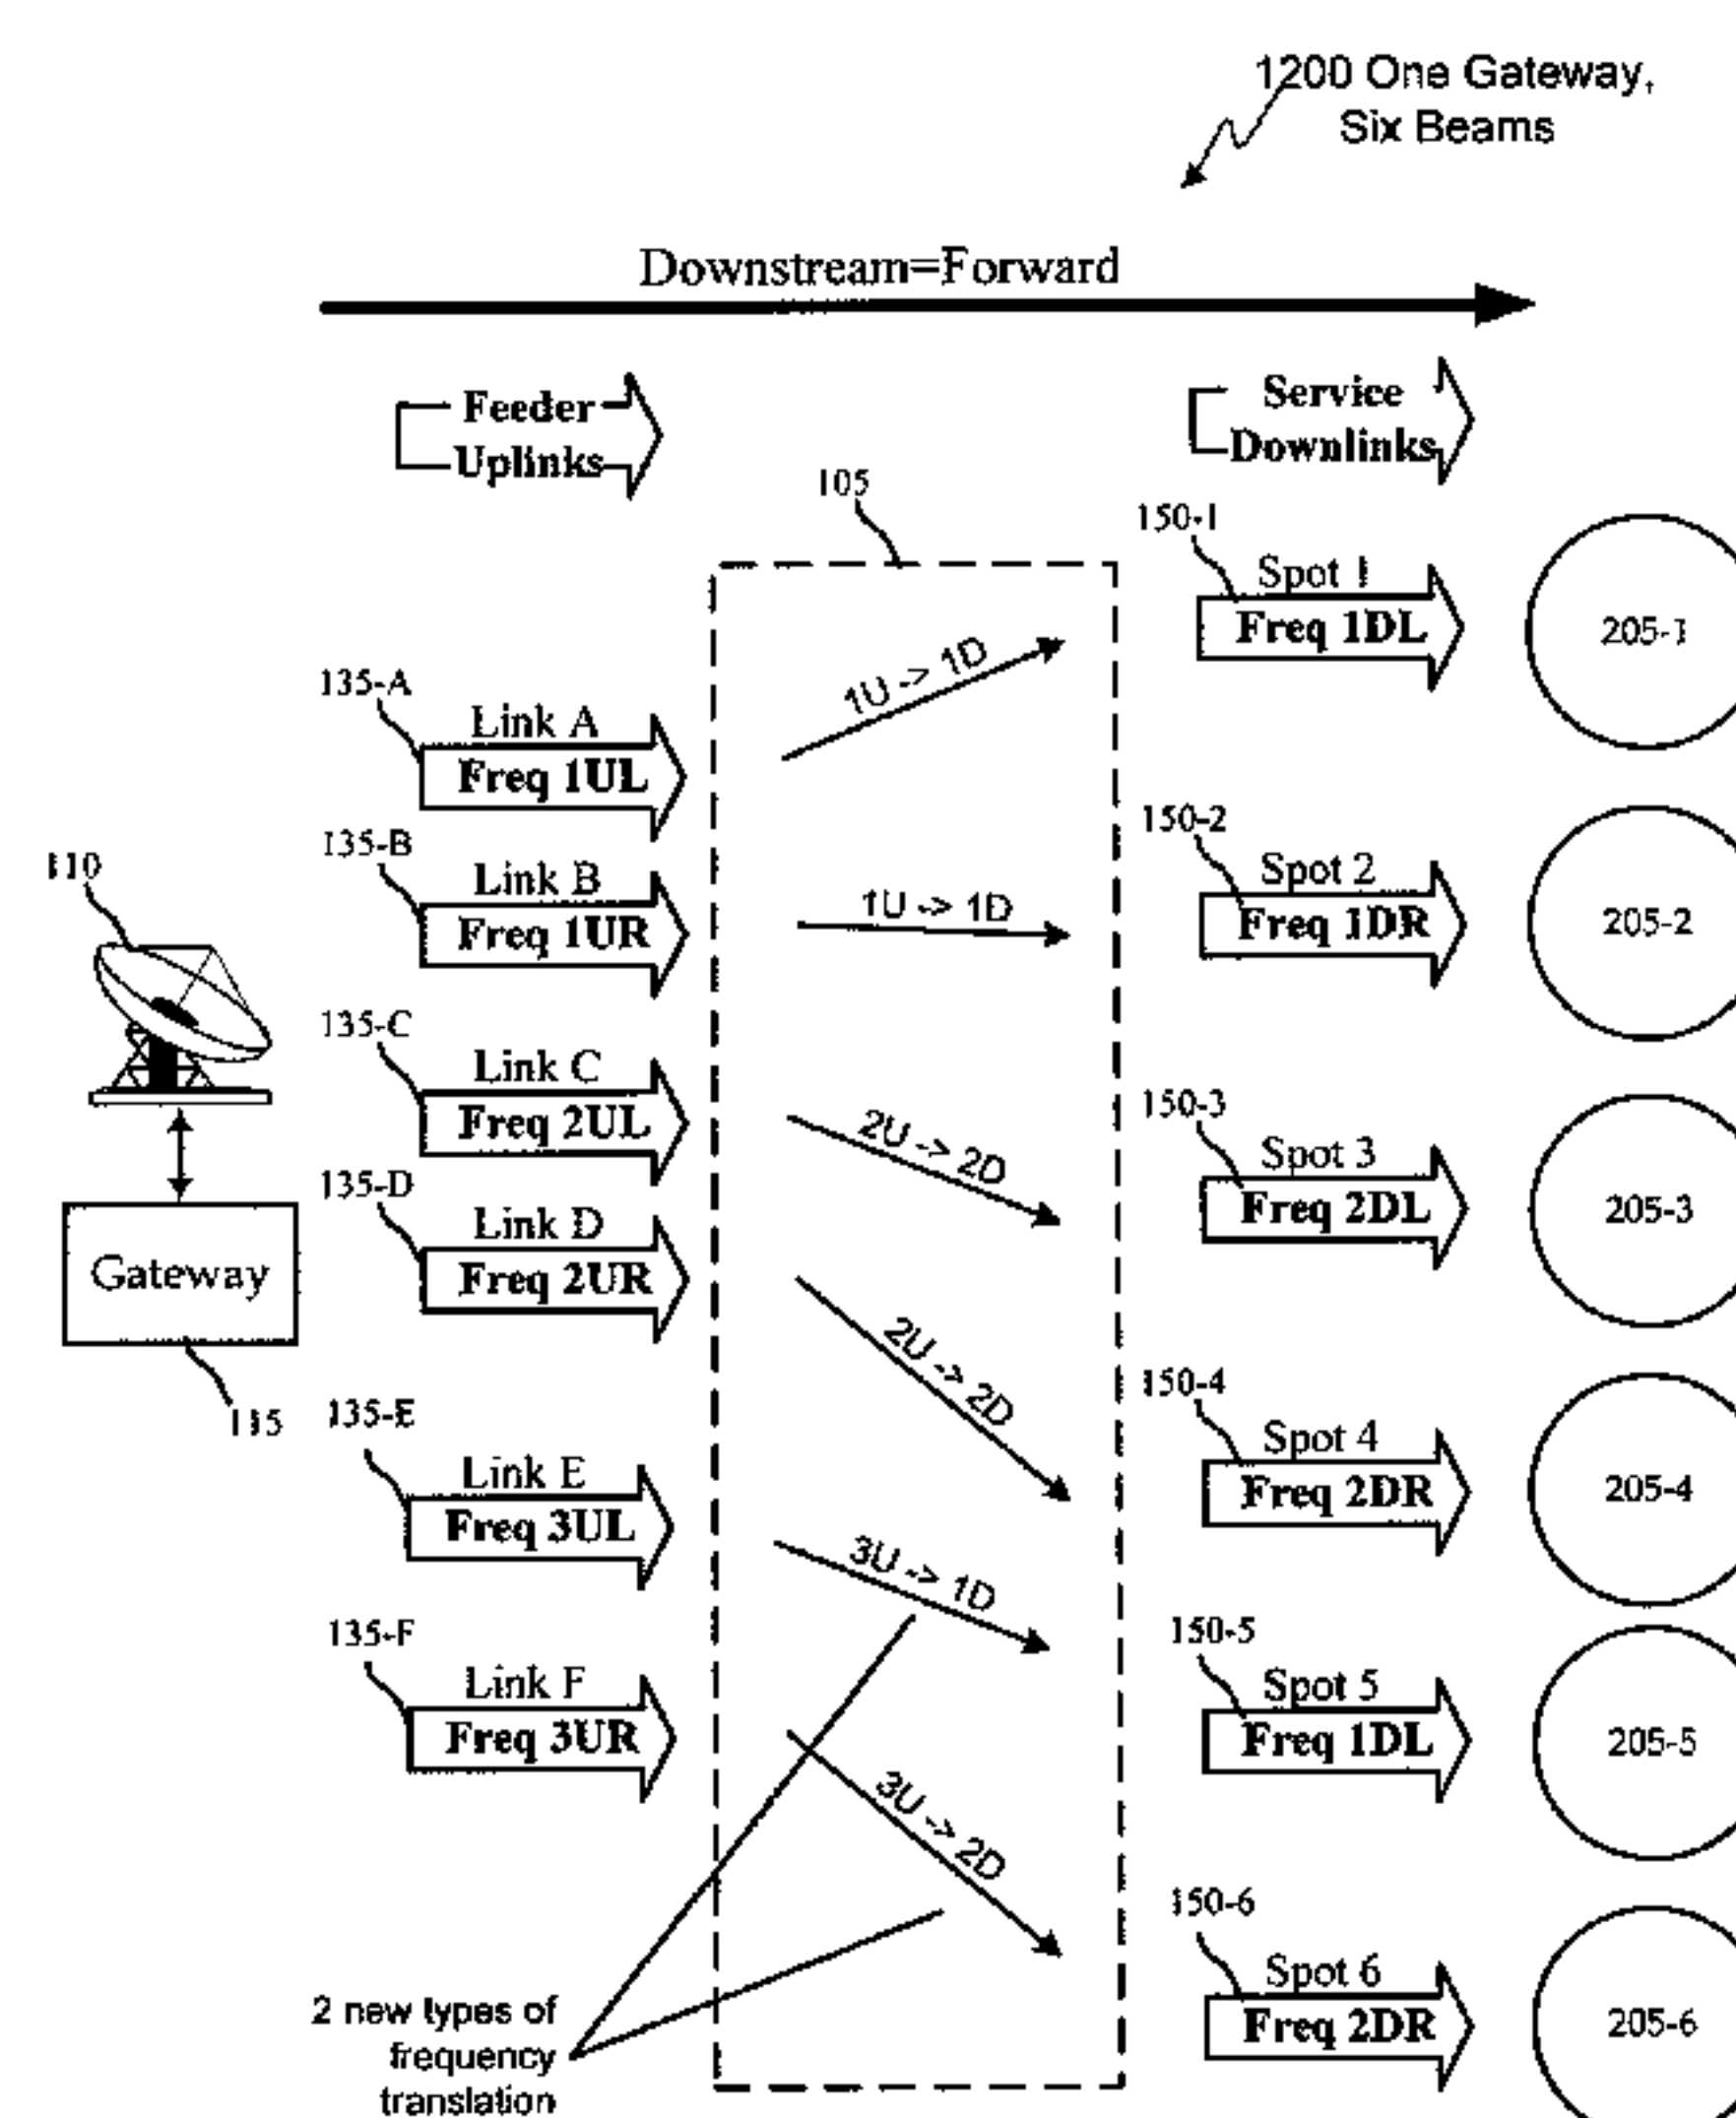 1200 One Gateway,
Six Beams
Downstream=Forward
Feeder
Uplinks
Service
Downlinks
105
150-1
Spot 1
Freq 1DL
205-1
1U -> 1D
135-A
Link A
Freq 1UL
135-B
Link B
Freq 1UR
1U -> 1D
150-2
Spot 2
Freq 1DR
205-2
110
135-C
Link C
Freq 2UL
2U -> 2D
150-3
Spot 3
Freq 2DL
205-3
135-D
Link D
Freq 2UR
Gateway
115
2U -> 2D
150-4
Spot 4
Freq 2DR
205-4
135-E
Link E
Freq 3UL
3U -> 1D
150-5
Spot 5
Freq 1DL
205-5
135-F
Link F
Freq 3UR
3U -> 2D
150-6
Spot 6
Freq 2DR
205-6
2 new types of
frequency
translation